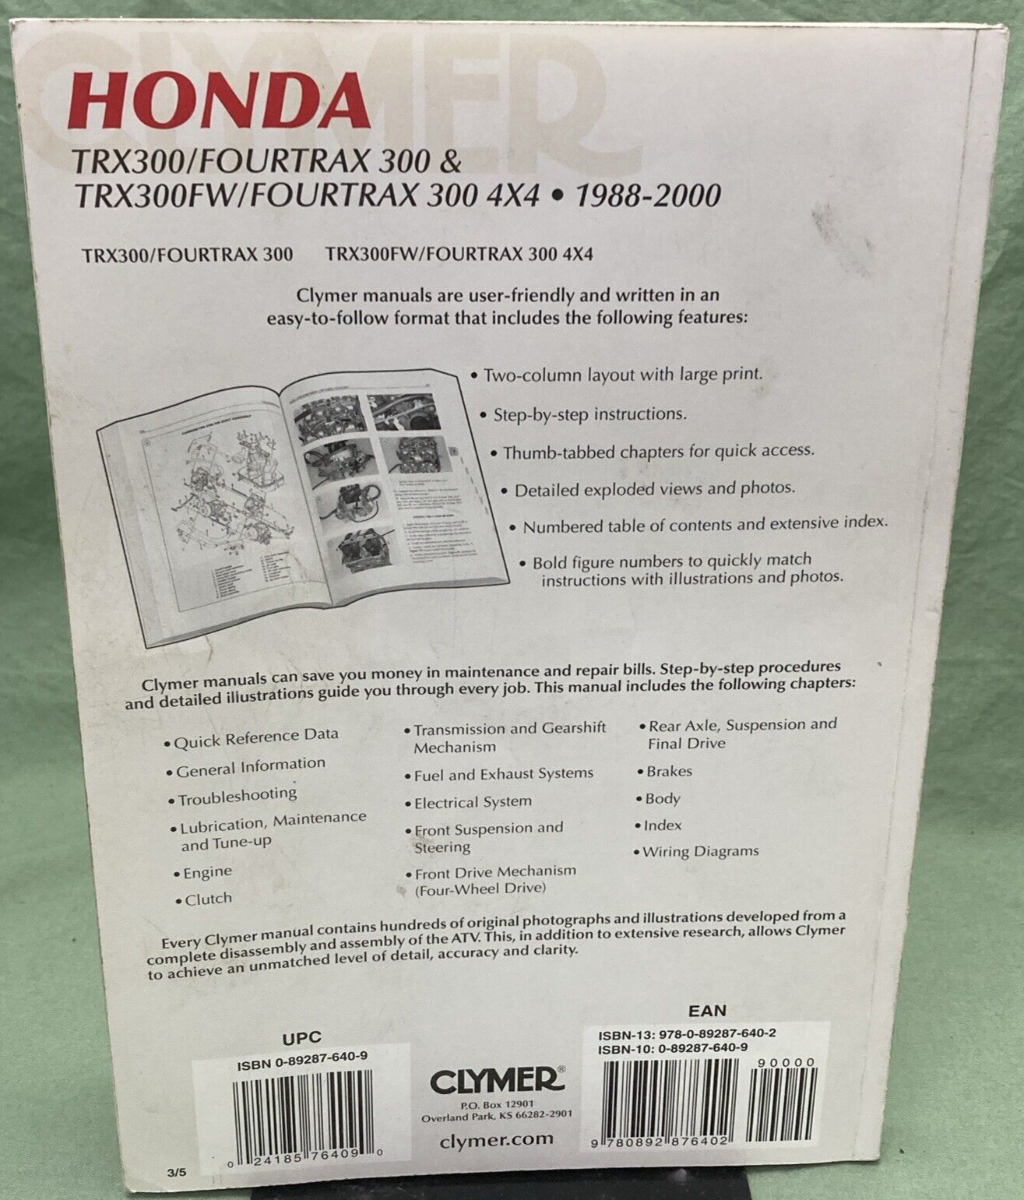 CLYMER
HONDA
TRX300/FOURTRAX 300 &
TRX300FW/FOURTRAX 300 4X4 • 1988-2000
TRX300/FOURTRAX 300 TRX300FW/FOURTRAX 300 4X4
Clymer manuals are user-friendly and written in an
easy-to-follow format that includes the following features:
• Two-column layout with large print.
• Step-by-step instructions.
• Thumb-tabbed chapters for quick access.
• Detailed exploded views and photos.
• Numbered table of contents and extensive index.
• Bold figure numbers to quickly match
instructions with illustrations and photos.
Clymer manuals can save you money in maintenance and repair bills. Step-by-step procedures
and detailed illustrations guide you through every job. This manual includes the following chapters:
• Quick Reference Data
• General Information
• Troubleshooting
• Lubrication, Maintenance
and Tune-up
• Engine
• Clutch
• Transmission and Gearshift
Mechanism
• Fuel and Exhaust Systems
• Electrical System
• Front Suspension and
Steering
• Front Drive Mechanism
(Four-Wheel Drive)
• Rear Axle, Suspension and
Final Drive
• Brakes
• Body
• Index
• Wiring Diagrams
Every Clymer manual contains hundreds of original photographs and illustrations developed from a
complete disassembly and assembly of the ATV. This, in addition to extensive research, allows Clymer
to achieve an unmatched level of detail, accuracy and clarity.
UPC
ISBN 0-89287-640-9
0 24185 76409 0
3/5
CLYMER®
P.O. Box 12901
Overland Park, KS 66282-2901
clymer.com
EAN
ISBN-13: 978-0-89287-640-2
ISBN-10: 0-89287-640-9
90000
9 780892 876402